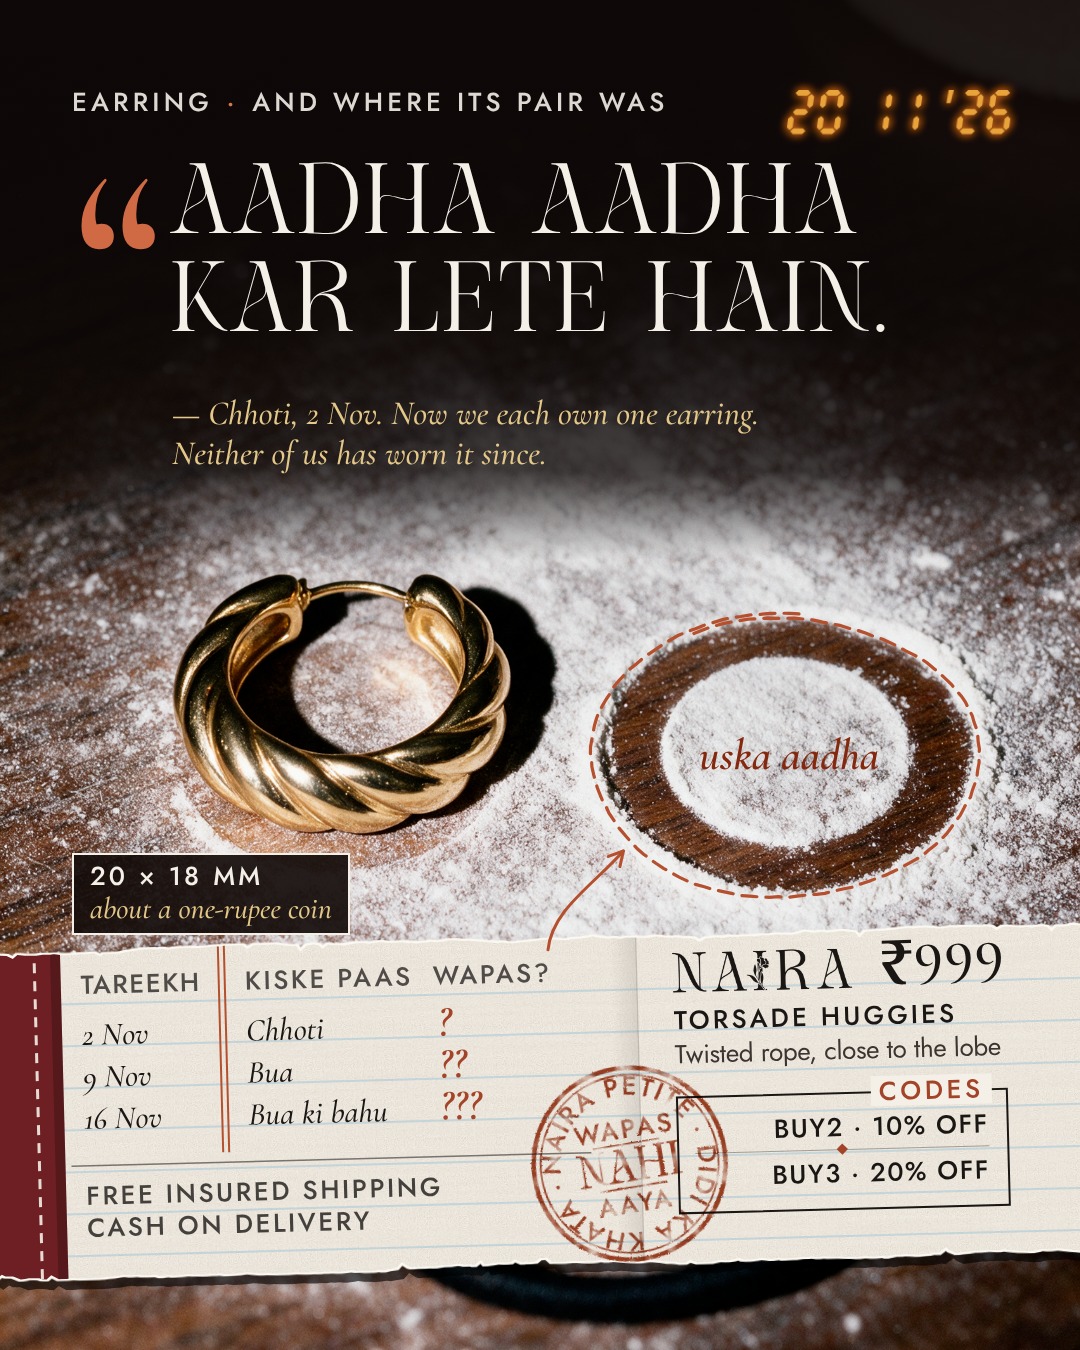 EARRING · AND WHERE ITS PAIR WAS
20 11 '26
“AADHA AADHA
KAR LETE HAIN.
— Chhoti, 2 Nov. Now we each own one earring.
Neither of us has worn it since.
uska aadha
20 × 18 MM
about a one-rupee coin
TAREEKH KISKE PAAS WAPAS?
2 Nov Chhoti ?
9 Nov Bua ??
16 Nov Bua ki bahu ???
FREE INSURED SHIPPING
CASH ON DELIVERY
NAIRA PETITE · DIDI KA KHATA ·
WAPAS
NAHI
AAYA
NAIRA ₹999
TORSADE HUGGIES
Twisted rope, close to the lobe
CODES
BUY2 · 10% OFF
BUY3 · 20% OFF